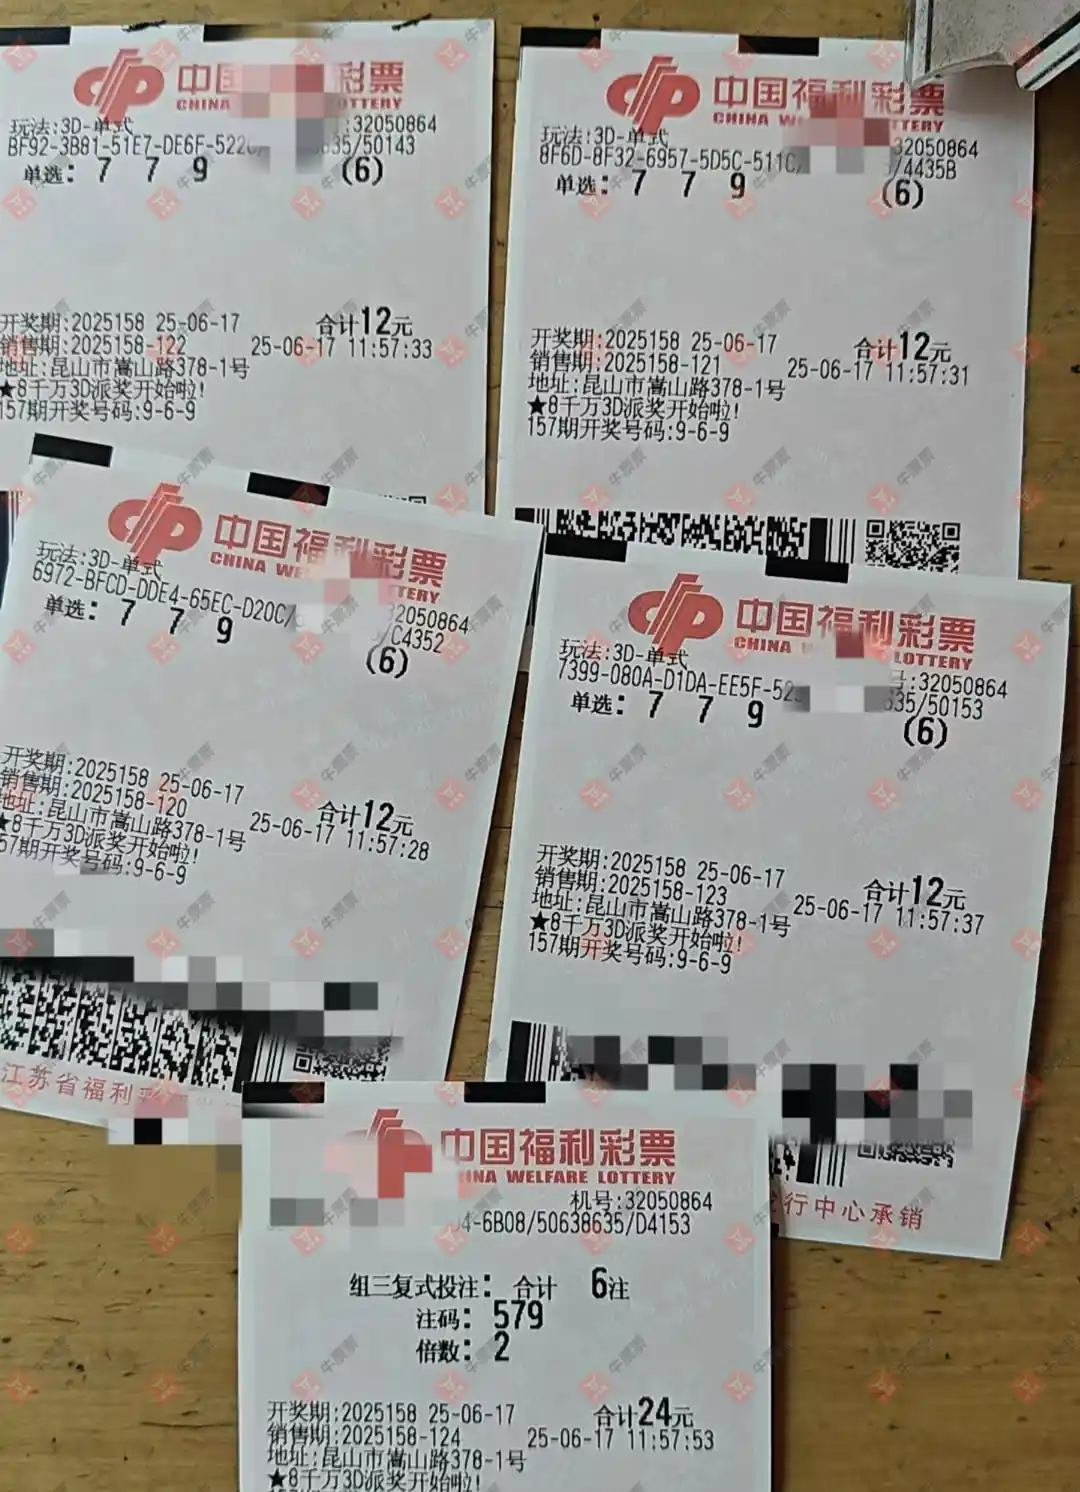 中国 彩票
CHINA LOTTERY
玩法:3D-单式
:32050864
BF92-3B81-51E7-DE6F-522C
635/50143
单选: 7 7 9 (6)
开奖期:2025158 25-06-17
合计12元
销售期:2025158-122
25-06-17 11:57:33
地址:昆山市嵩山路378-1号
★8千万3D派奖开始啦!
157期开奖号码:9-6-9
中国福利彩票
CHINA W TTERY
玩法:3D-单式
32050864
8F6D-8F32-6957-5D5C-511C/
/4435B
单选: 7 7 9 (6)
开奖期:2025158 25-06-17
合计12元
销售期:2025158-121
25-06-17 11:57:31
地址:昆山市嵩山路378-1号
★8千万3D派奖开始啦!
157期开奖号码:9-6-9
中国福利彩票
CHINA WE TTERY
玩法:3D-单式
32050864
6972-BFCD-DDE4-65EC-D20C/
/C4352
单选: 7 7 9 (6)
开奖期:2025158 25-06-17
合计12元
销售期:2025158-120
25-06-17 11:57:28
地址:昆山市嵩山路378-1号
★8千万3D派奖开始啦!
57期开奖号码:9-6-9
江苏省福利
中国福利彩票
CHINA W LOTTERY
玩法:3D-单式
号:32050864
7399-080A-D1DA-EE5F-52
635/50153
单选: 7 7 9 (6)
开奖期:2025158 25-06-17
合计12元
销售期:2025158-123
25-06-17 11:57:37
地址:昆山市嵩山路378-1号
★8千万3D派奖开始啦!
157期开奖号码:9-6-9
行中心承销
中国福利彩票
INA WELFARE LOTTERY
机号:32050864
4-6B08/50638635/D4153
组三复式投注: 合计 6注
注码: 579
倍数: 2
开奖期:2025158 25-06-17
合计24元
销售期:2025158-124
25-06-17 11:57:53
地址:昆山市嵩山路378-1号
★8千万3D派奖开始啦!
牛票票